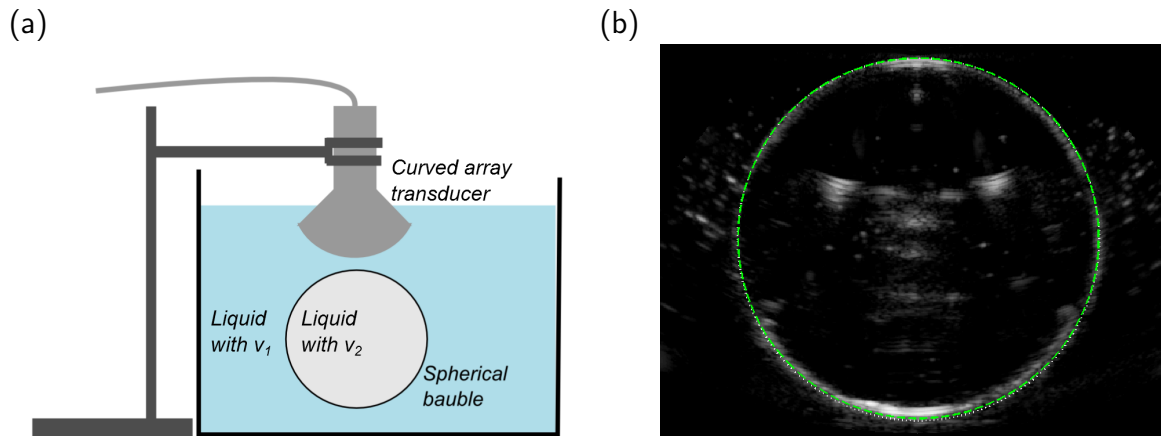 (a)
(b)
Curved array
transducer
Liquid
with v₁
Liquid
with v₂
Spherical
bauble